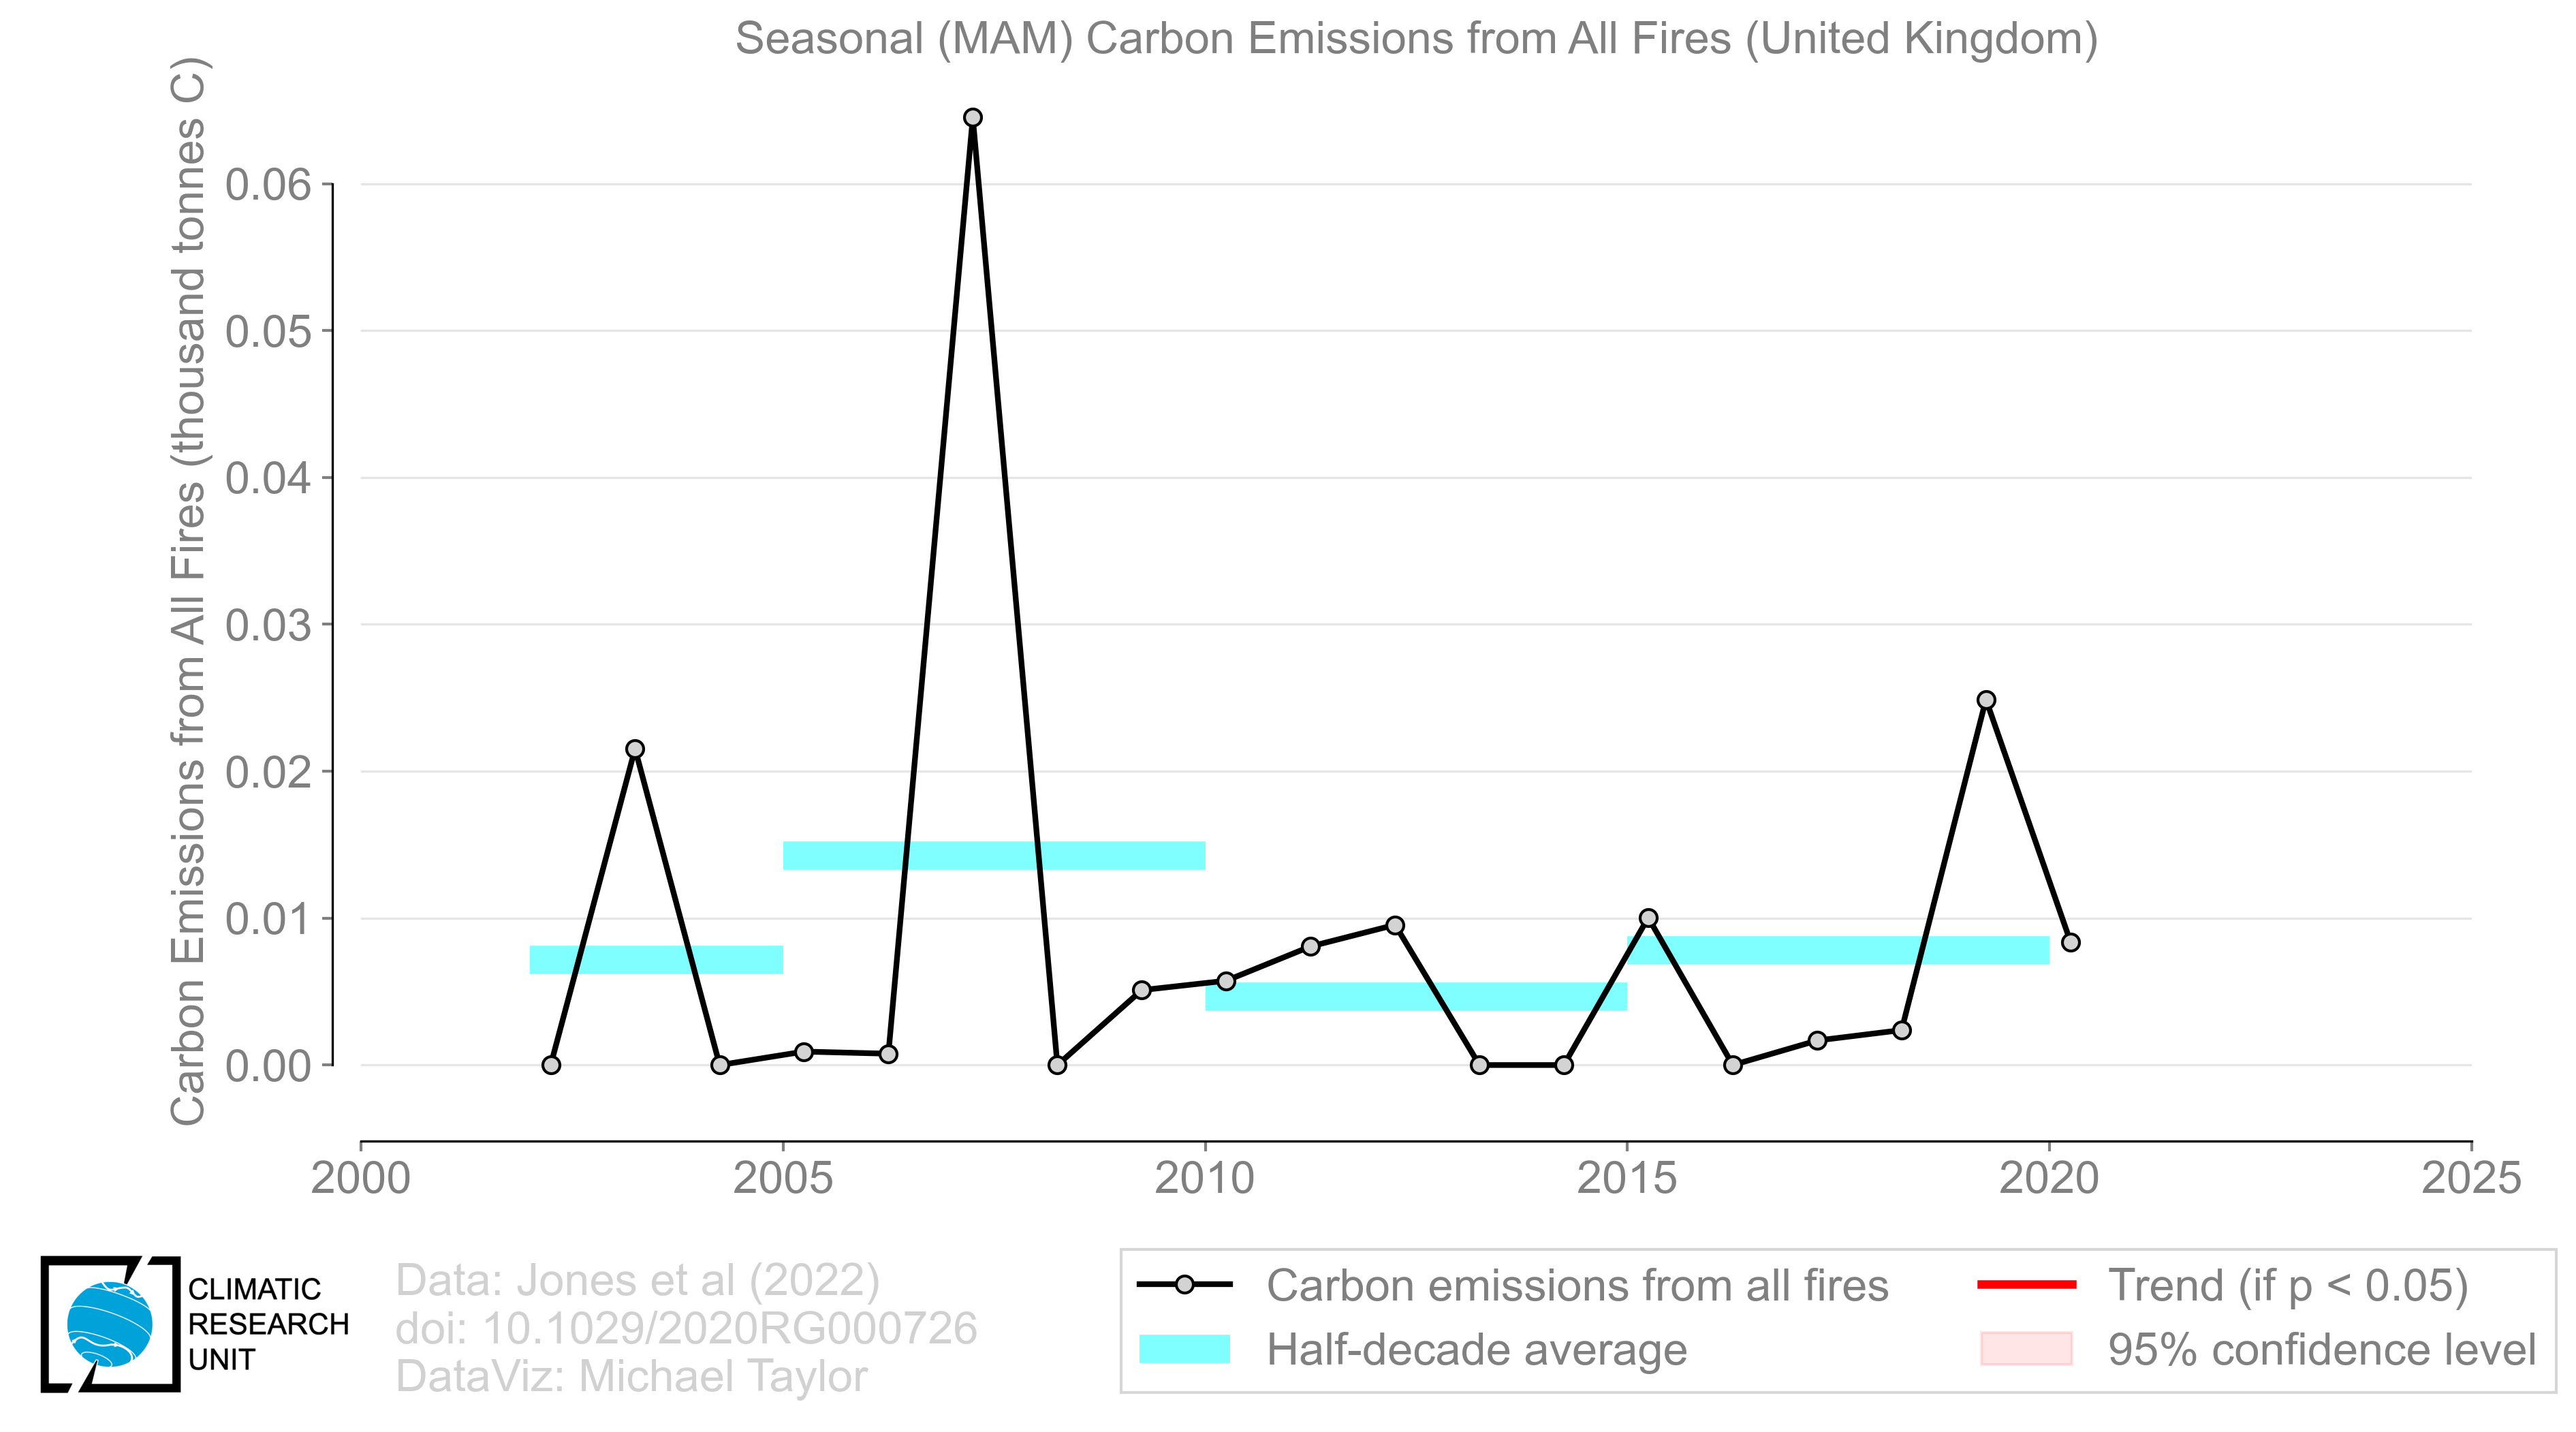 Seasonal (MAM) Carbon Emissions from All Fires (United Kingdom)
Carbon Emissions from All Fires (thousand tonnes C)
0.06
0.05
0.04
0.03
0.02
0.01
0.00
2000
2005
2010
2015
2020
2025
CLIMATIC
RESEARCH
UNIT
Data: Jones et al (2022)
doi: 10.1029/2020RG000726
DataViz: Michael Taylor
Carbon emissions from all fires
Half-decade average
Trend (if p < 0.05)
95% confidence level